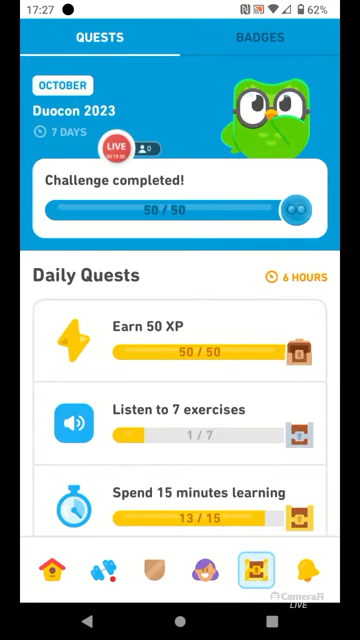 17:27
62%
QUESTS
BADGES
OCTOBER
Duocon 2023
7 DAYS
LIVE
0
Challenge completed!
50 / 50
Daily Quests
6 HOURS
Earn 50 XP
50 / 50
Listen to 7 exercises
1 / 7
Spend 15 minutes learning
13 / 15
LIVE